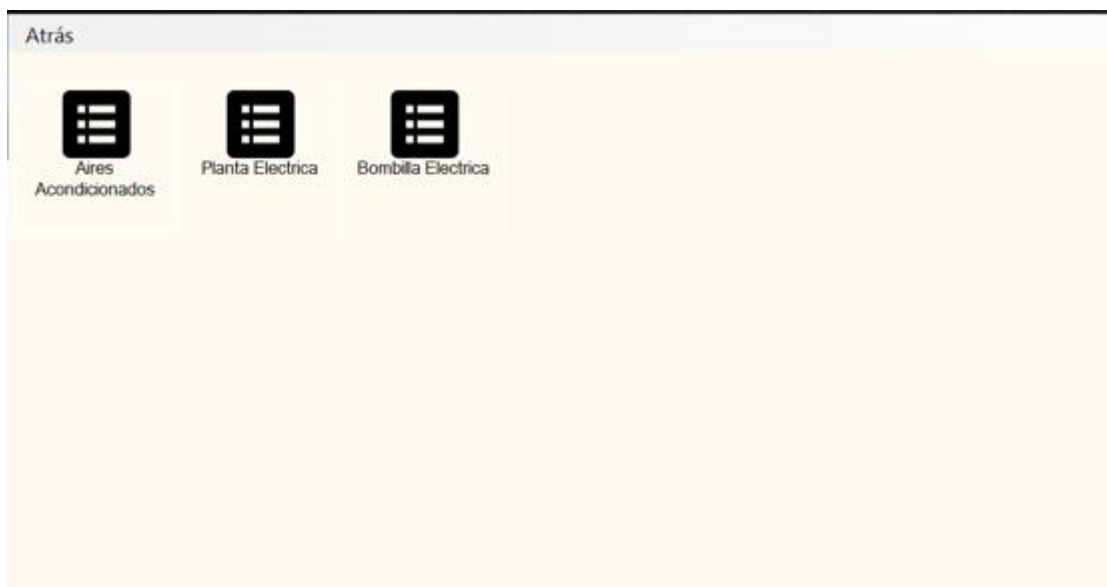 Atrás
Aires
Acondicionados
Planta Electrica
Bombilla Electrica